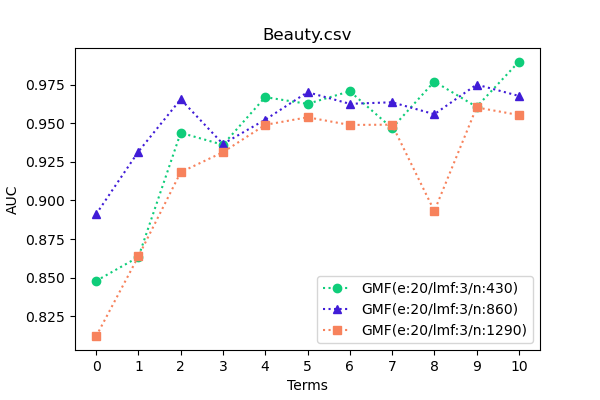 Beauty.csv
AUC
0.975
0.950
0.925
0.900
0.875
0.850
0.825
GMF(e:20/lmf:3/n:430)
GMF(e:20/lmf:3/n:860)
GMF(e:20/lmf:3/n:1290)
0 1 2 3 4 5 6 7 8 9 10
Terms